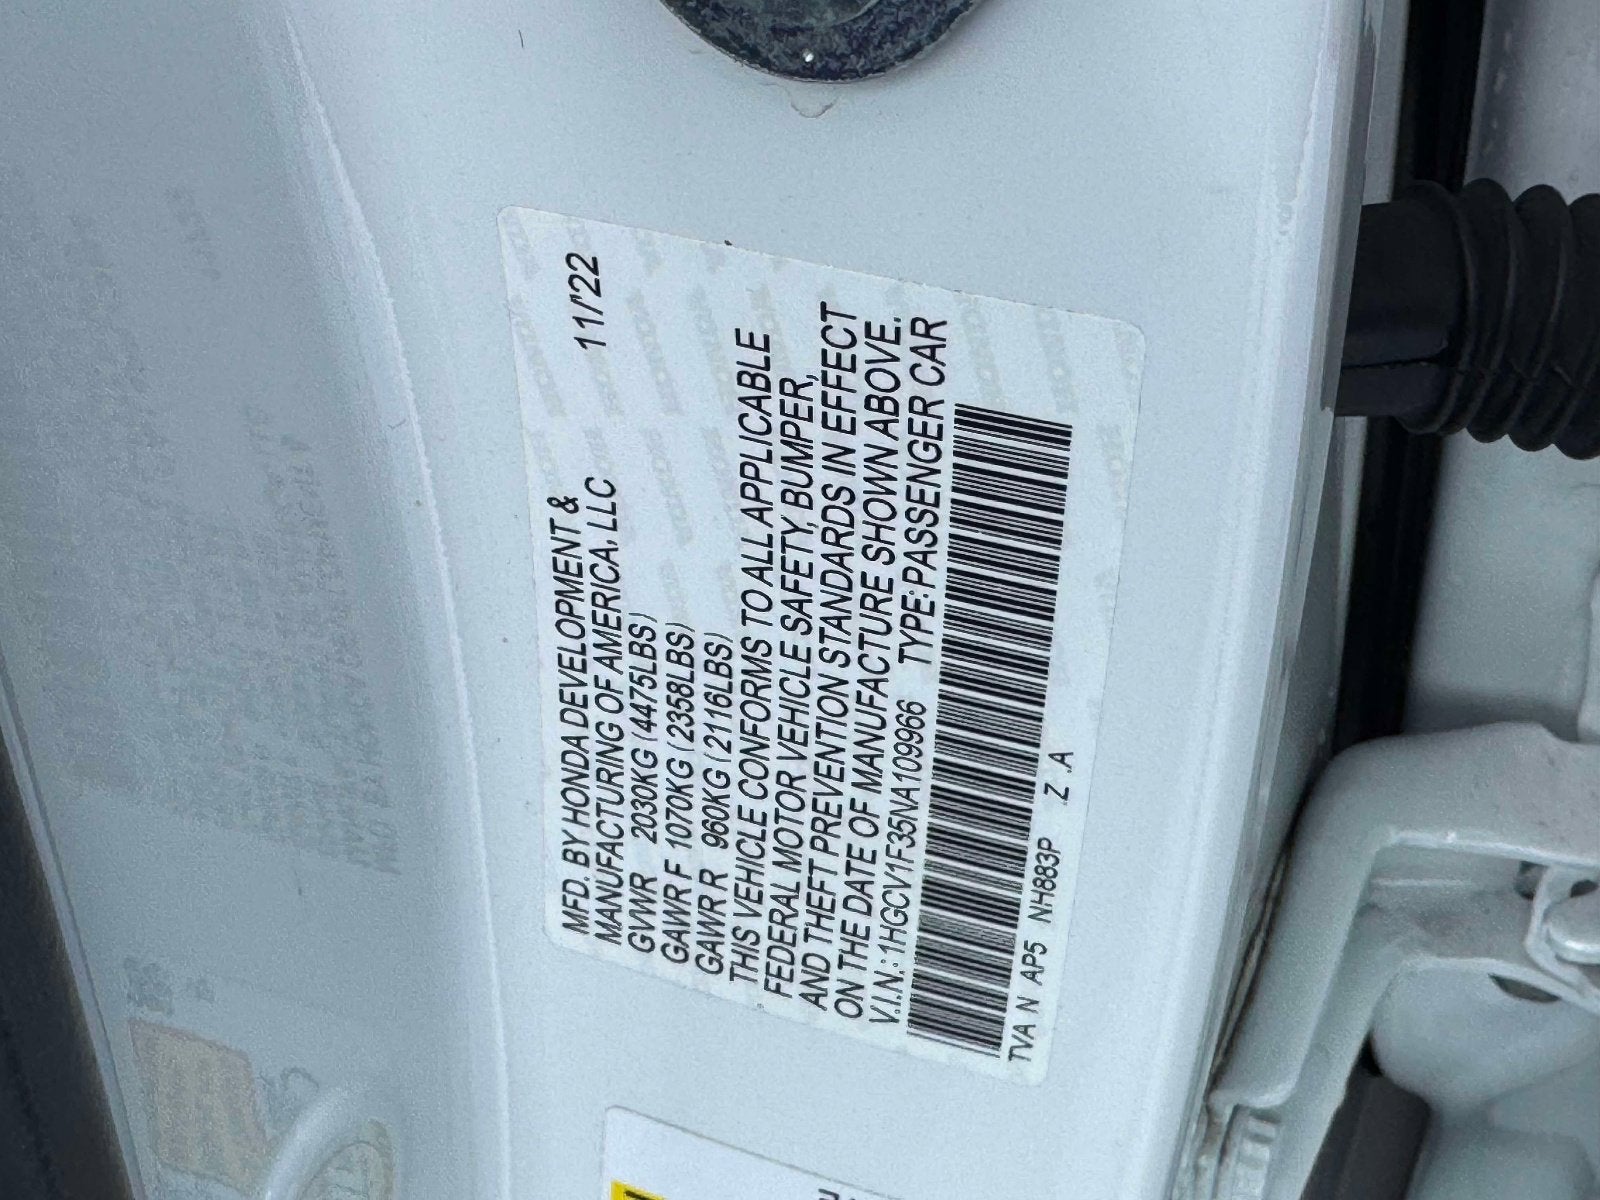 MFD. BY HONDA DEVELOPMENT & 11/'22
MANUFACTURING OF AMERICA, LLC
GVWR 2030KG (4475LBS)
GAWR F 1070KG (2358LBS)
GAWR R 960KG (2116LBS)
THIS VEHICLE CONFORMS TO ALL APPLICABLE
FEDERAL MOTOR VEHICLE SAFETY, BUMPER,
AND THEFT PREVENTION STANDARDS IN EFFECT
ON THE DATE OF MANUFACTURE SHOWN ABOVE.
V.I.N.: 1HGCV1F35NA109966 TYPE: PASSENGER CAR
TVA N AP5 NH883P Z .A